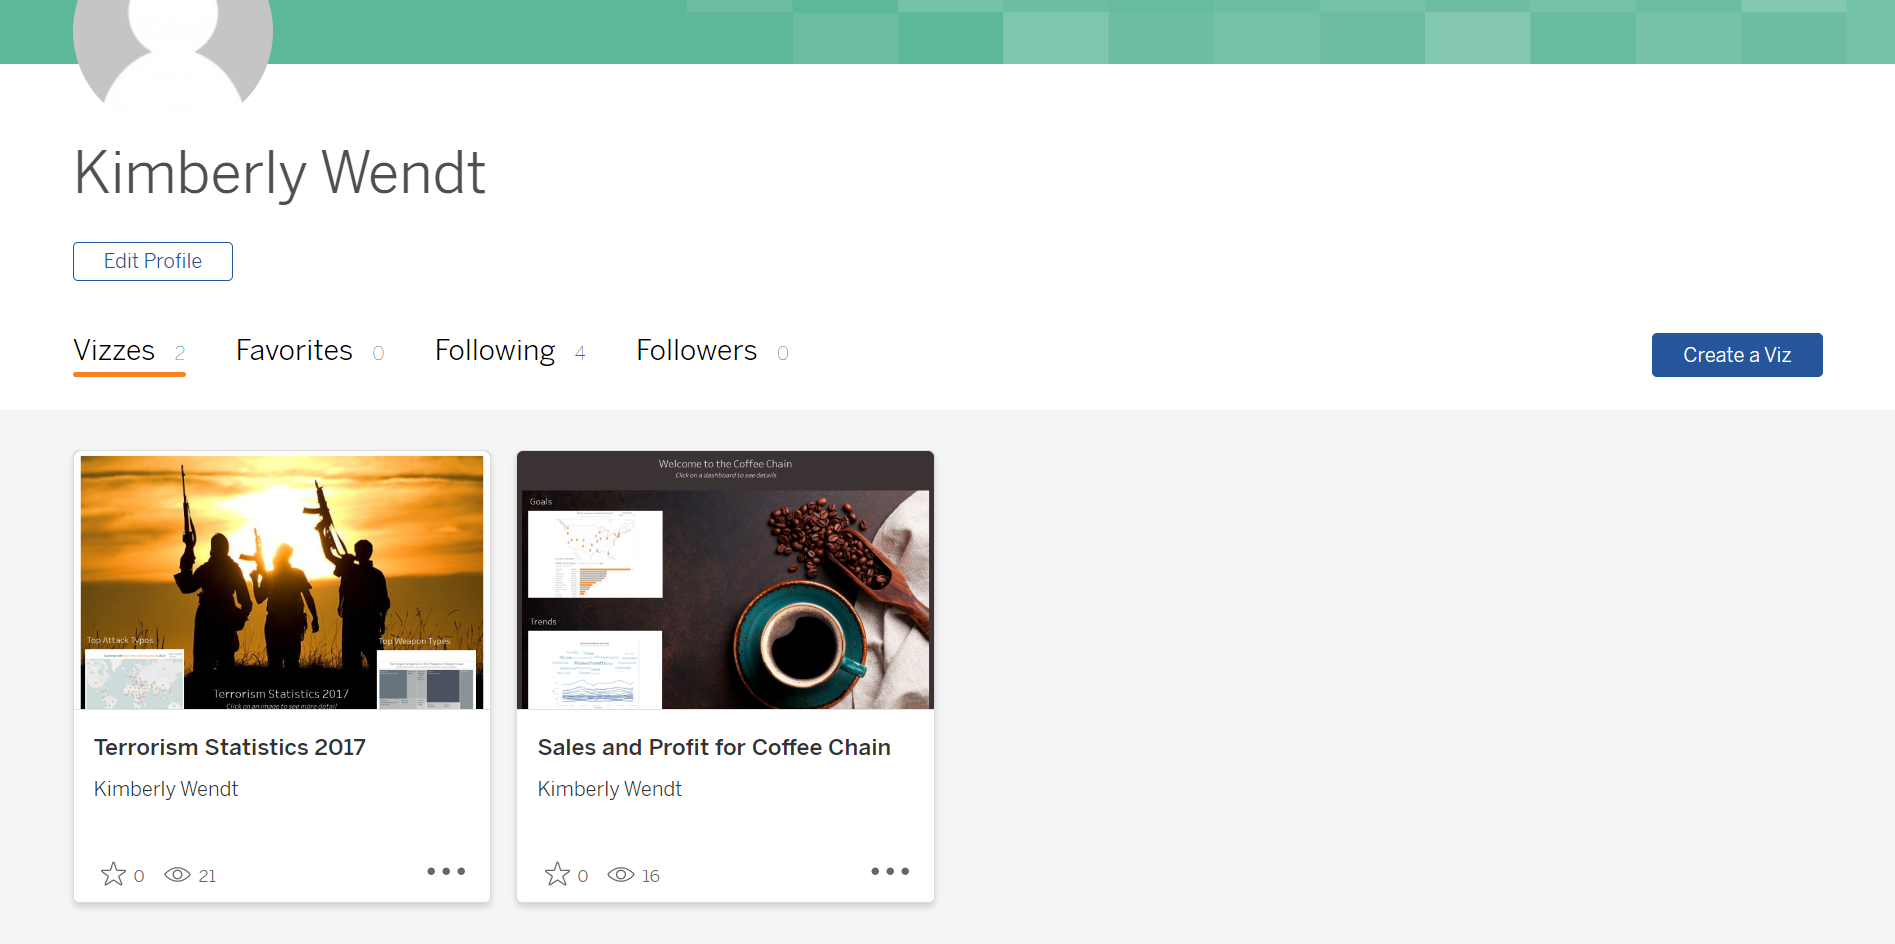 Kimberly Wendt
Edit Profile
Vizzes 2 Favorites 0 Following 4 Followers 0
Create a Viz
Top Attack Types
Top Weapon Types
Terrorism Statistics 2017
Click on an image to see more detail
Terrorism Statistics 2017
Kimberly Wendt
0 21
Welcome to the Coffee Chain
Click on a dashboard to see details
Goals
Trends
Massachusetts
Sales and Profit for Coffee Chain
Kimberly Wendt
0 16